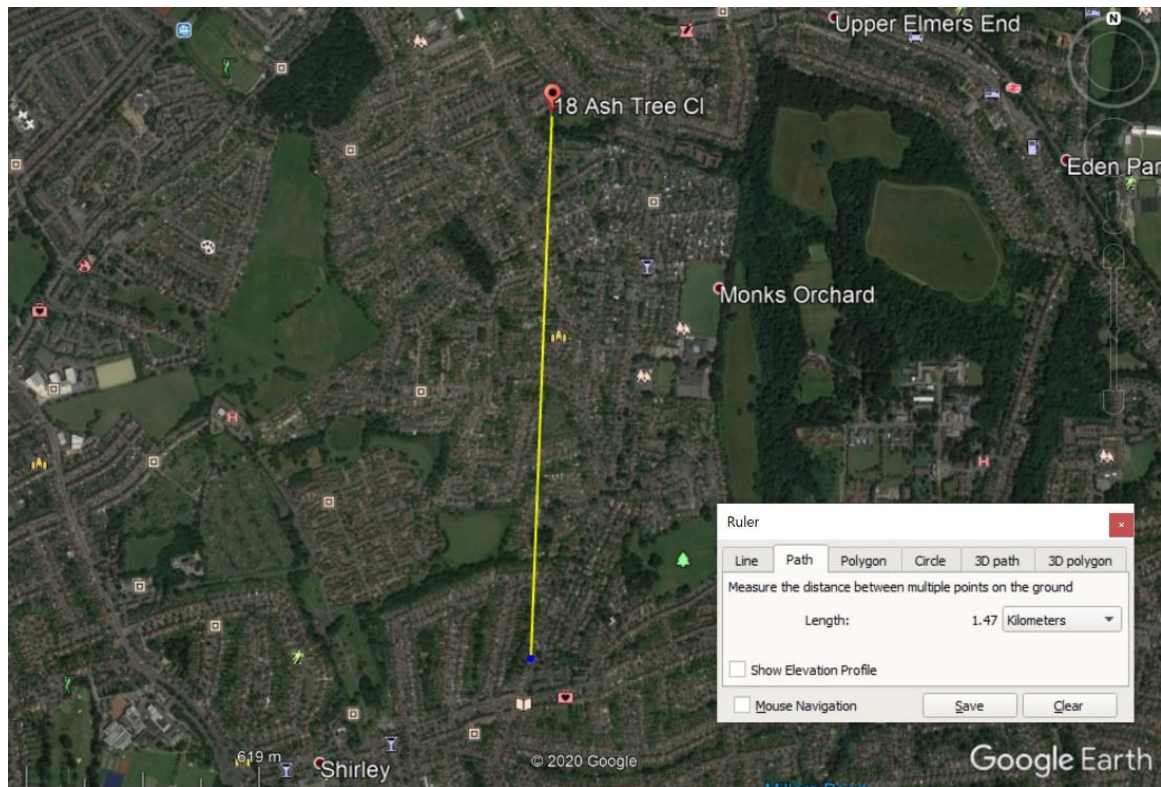 Upper Elmers End
N
18 Ash Tree Cl
Eden Par
Monks Orchard
Ruler
Line Path Polygon Circle 3D path 3D polygon
Measure the distance between multiple points on the ground
Length: 1.47 Kilometers
Show Elevation Profile
Mouse Navigation Save Clear
619 m
Shirley
© 2020 Google
Google Earth